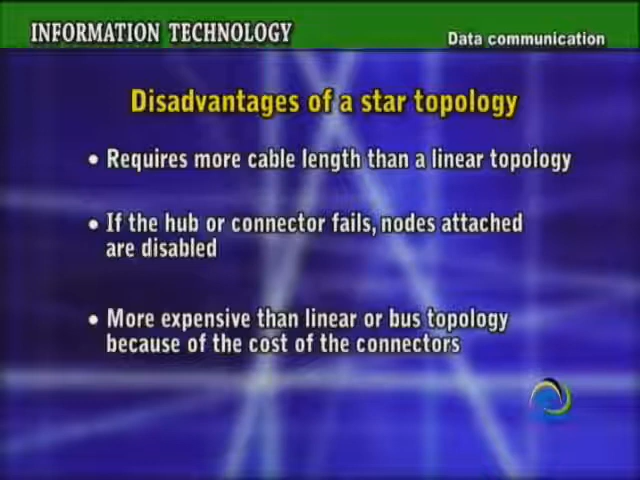 INFORMATION TECHNOLOGY
Data communication
Disadvantages of a star topology
• Requires more cable length than a linear topology
• If the hub or connector fails, nodes attached
are disabled
• More expensive than linear or bus topology
because of the cost of the connectors